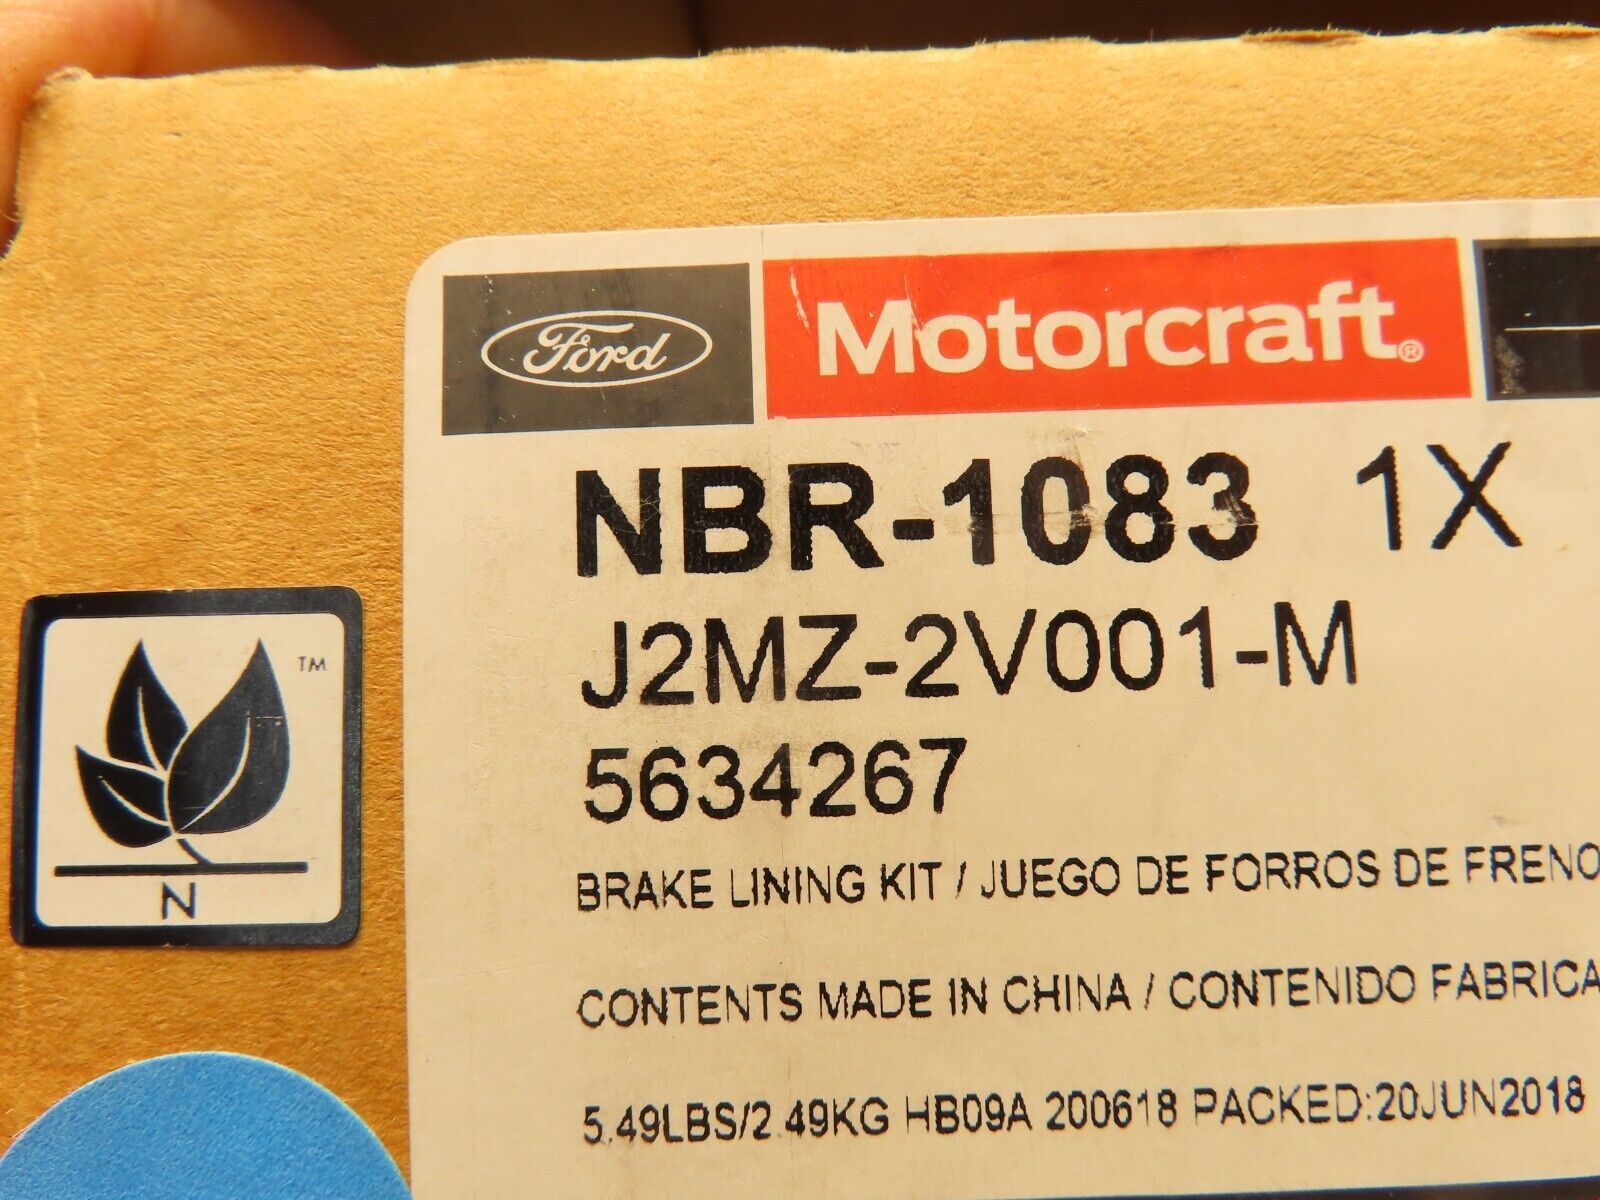 Ford Motorcraft®
NBR-1083 1X
J2MZ-2V001-M
5634267
BRAKE LINING KIT / JUEGO DE FORROS DE FRENO
CONTENTS MADE IN CHINA / CONTENIDO FABRICA
5.49LBS/2.49KG HB09A 200618 PACKED:20JUN2018
TM
N